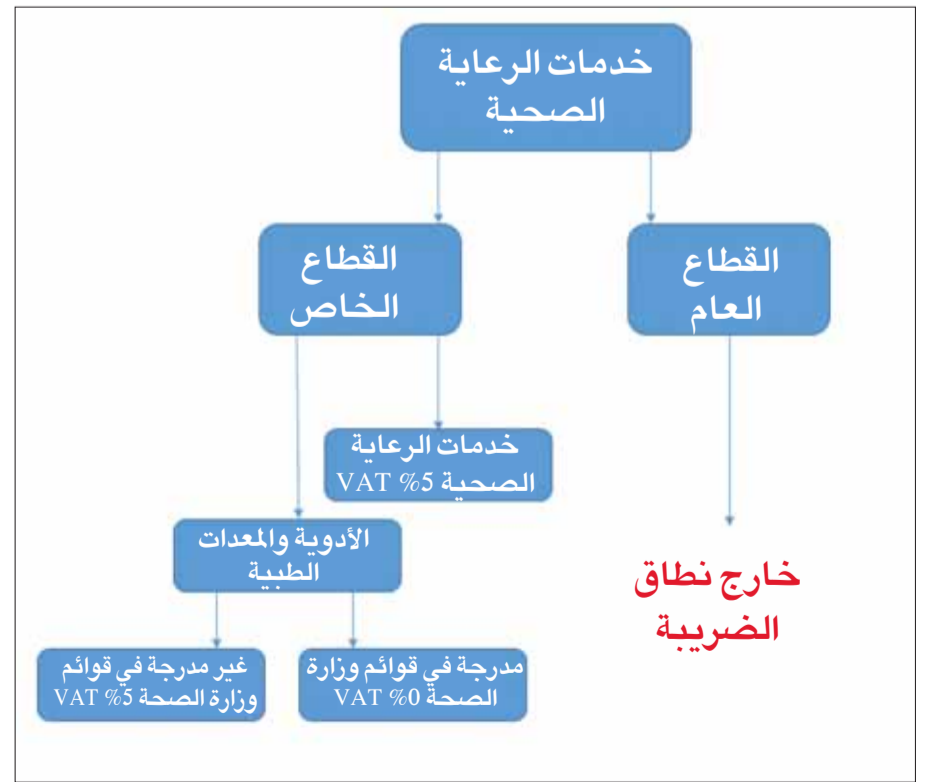 خدمات الرعاية
الصحية
القطاع
العام
القطاع
الخاص
خدمات الرعاية
الصحية 5% VAT
الأدوية والمعدات
الطبية
خارج نطاق
الضريبة
مدرجة في قوائم وزارة
الصحة 0% VAT
غير مدرجة في قوائم
وزارة الصحة 5% VAT